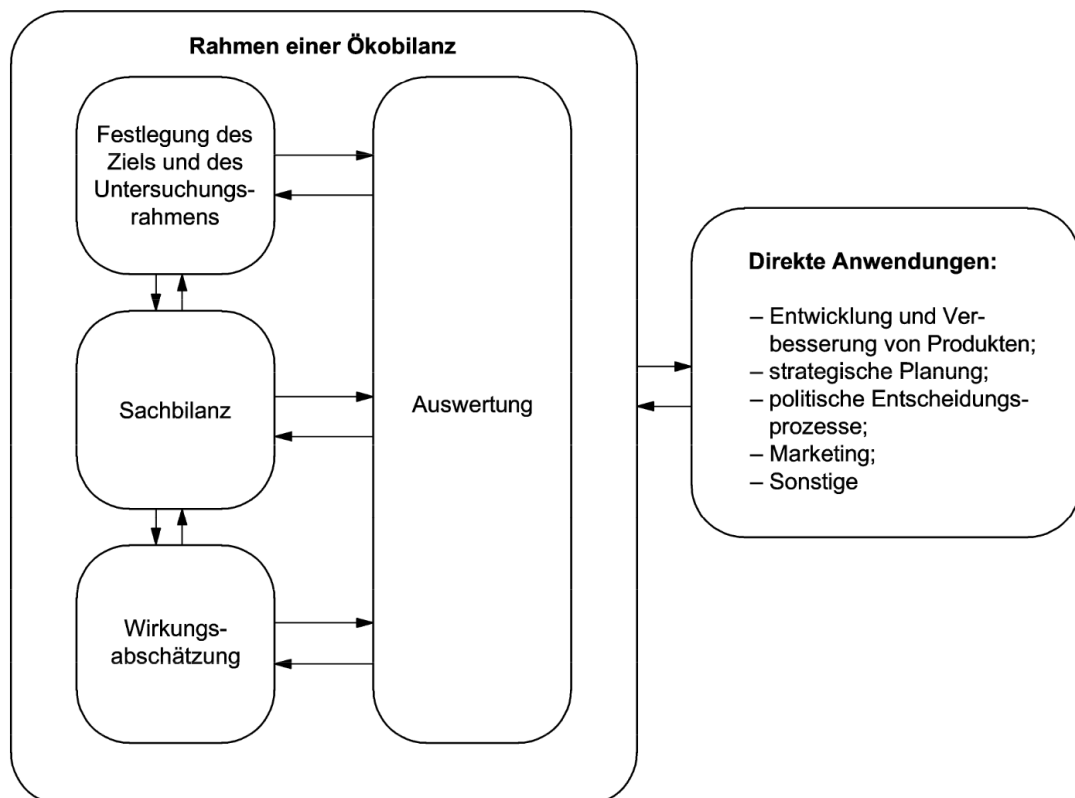 Rahmen einer Ökobilanz
Festlegung des
Ziels und des
Untersuchungs-
rahmens
Sachbilanz
Wirkungs-
abschätzung
Auswertung
Direkte Anwendungen:
– Entwicklung und Ver-
besserung von Produkten;
– strategische Planung;
– politische Entscheidungs-
prozesse;
– Marketing;
– Sonstige